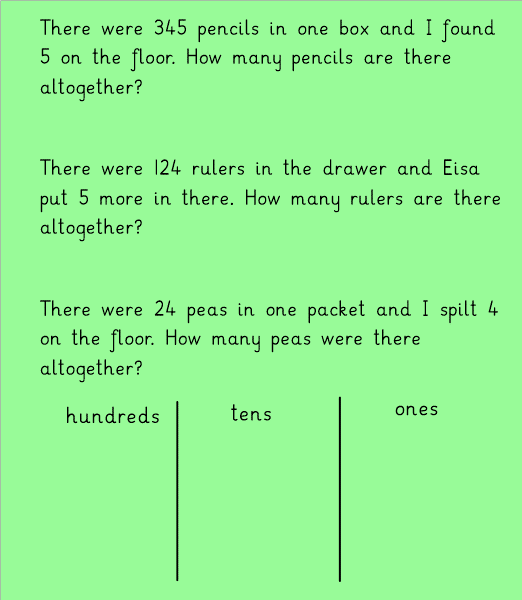 There were 345 pencils in one box and I found
5 on the floor. How many pencils are there
altogether?
There were 124 rulers in the drawer and Eisa
put 5 more in there. How many rulers are there
altogether?
There were 24 peas in one packet and I spilt 4
on the floor. How many peas were there
altogether?
hundreds tens ones